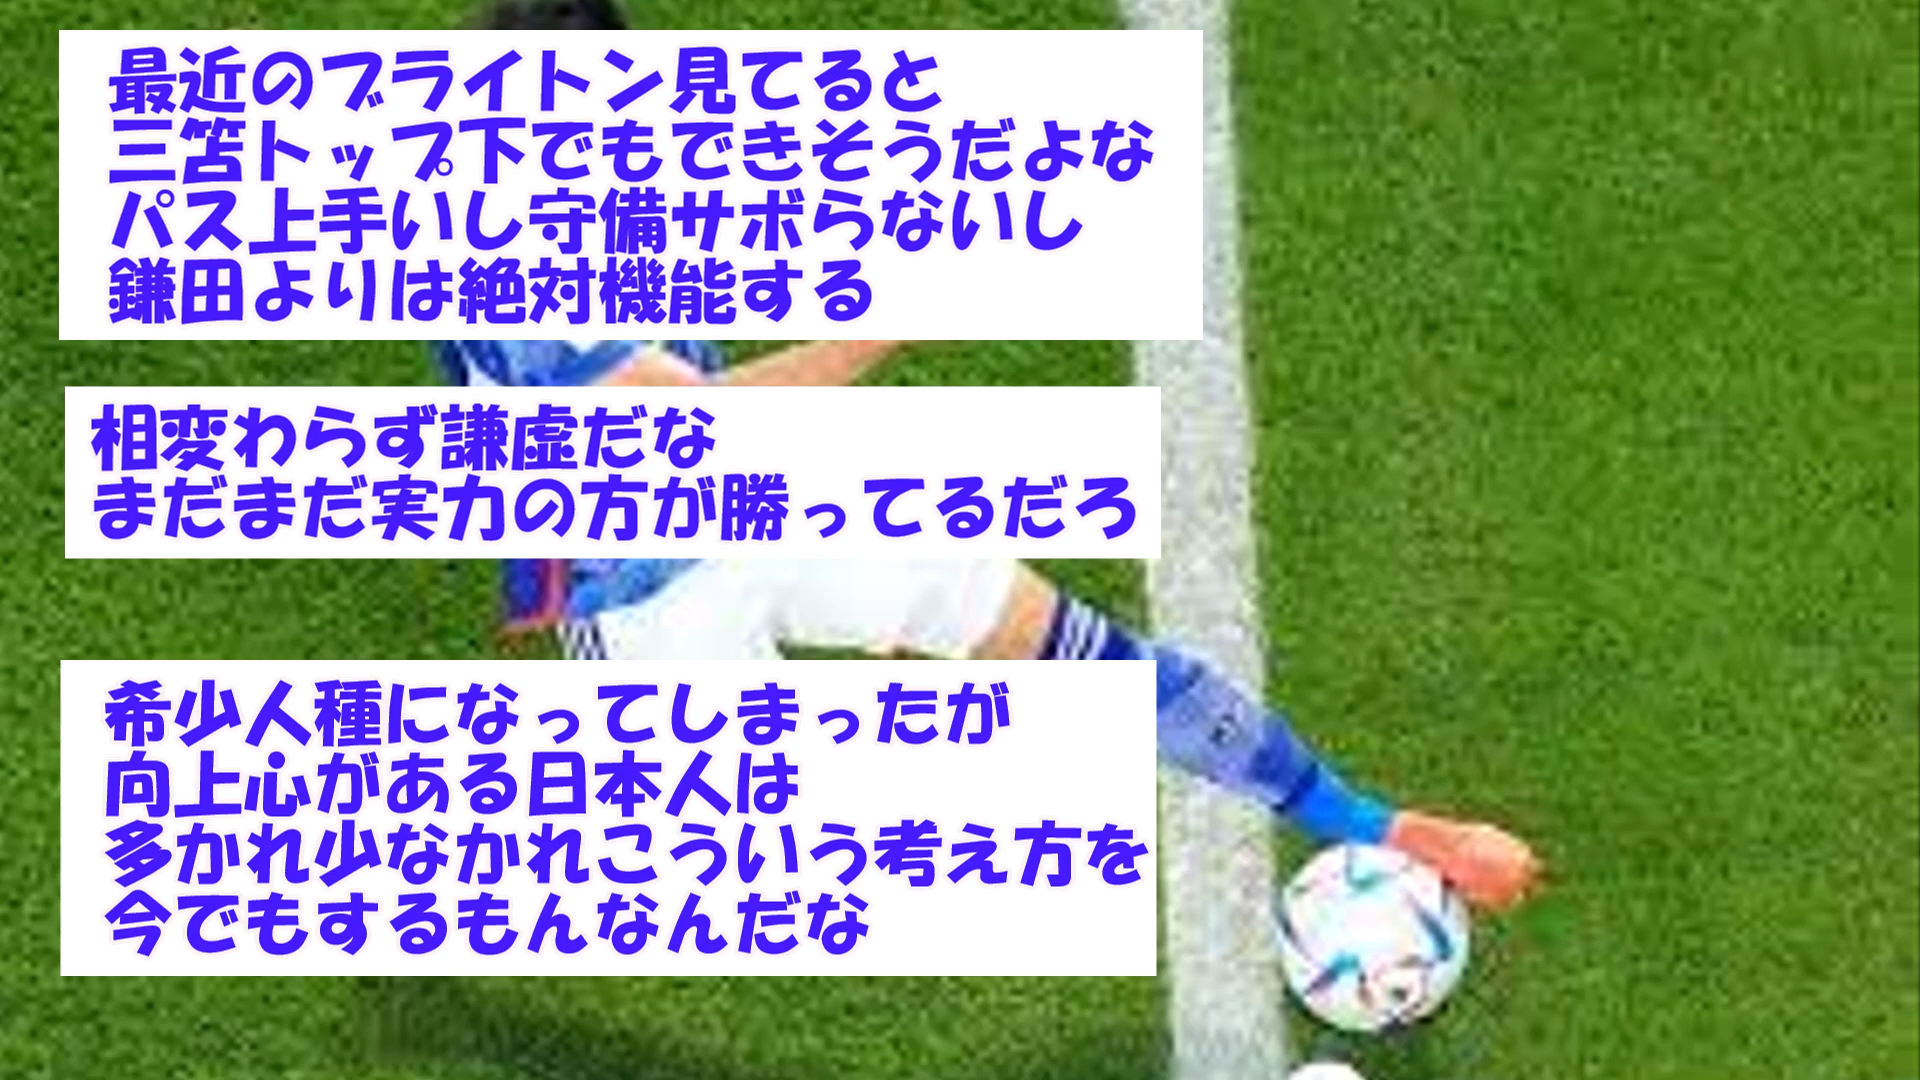 最近のブライトン見てると
三笘トップ下でもできそうだよな
パス上手いし守備サボらないし
鎌田よりは絶対機能する
相変わらず謙虚だな
まだまだ実力の方が勝ってるだろ
希少人種になってしまったが
向上心がある日本人は
多かれ少なかれこういう考え方を
今でもするもんなんだな